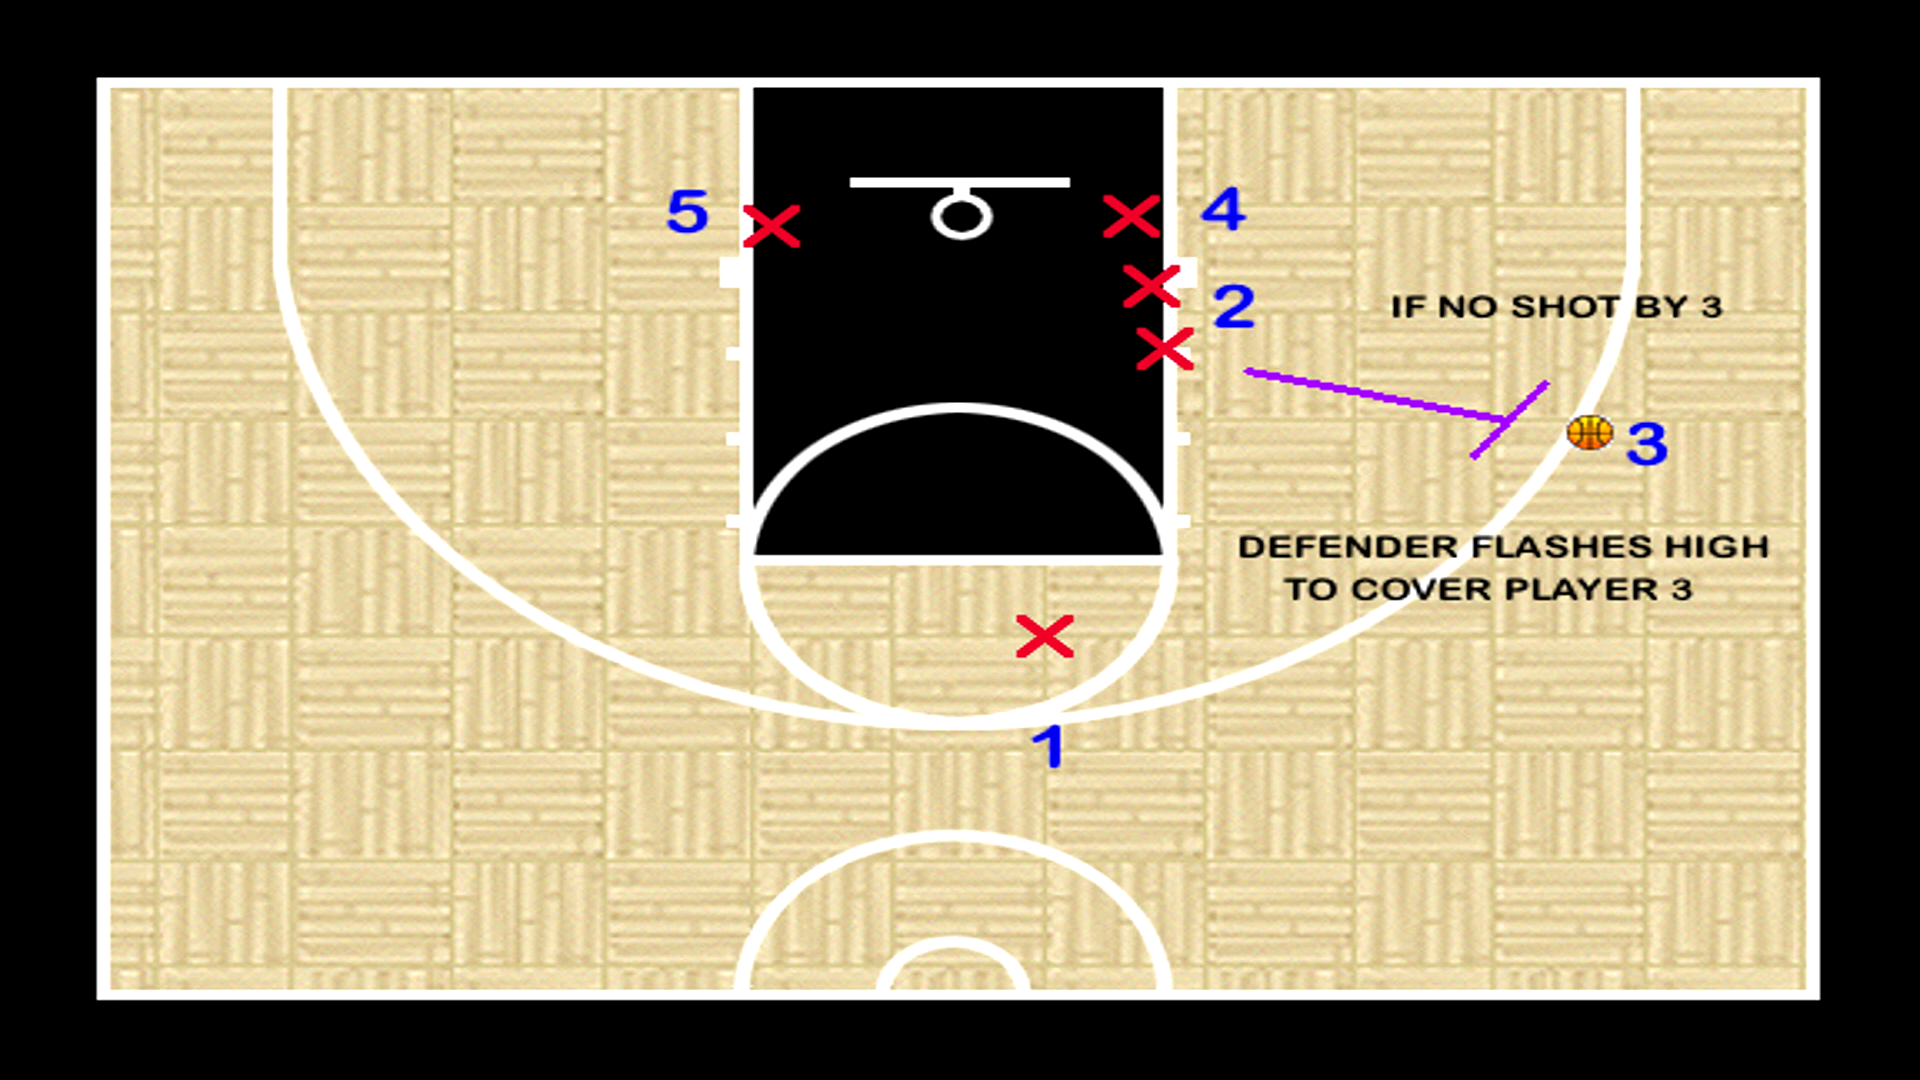 5
4
2
IF NO SHOT BY 3
3
DEFENDER FLASHES HIGH
TO COVER PLAYER 3
1